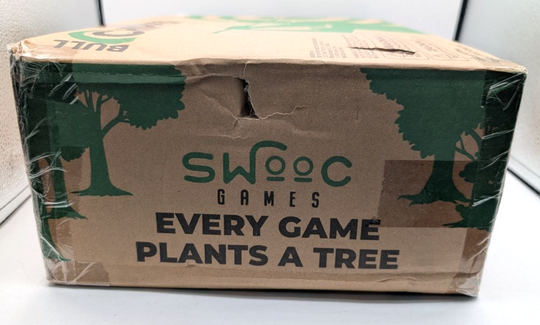 BULL
SWOOC
GAMES
EVERY GAME
PLANTS A TREE